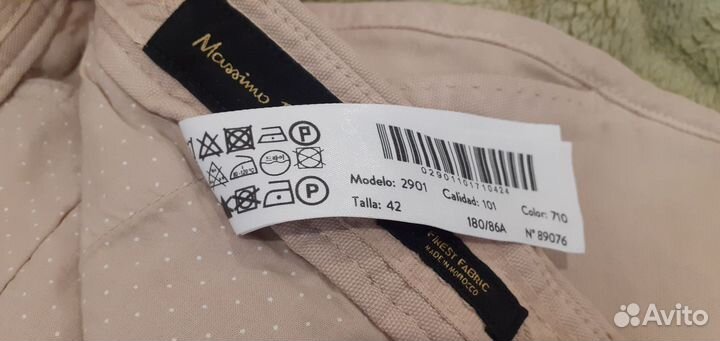 Massimo
02901101710424
Modelo: 2901 Calidad: 101 Color: 710
Talla: 42 180/86A Nº 89076
FINEST FABRIC
MADE IN MOROCCO
Avito